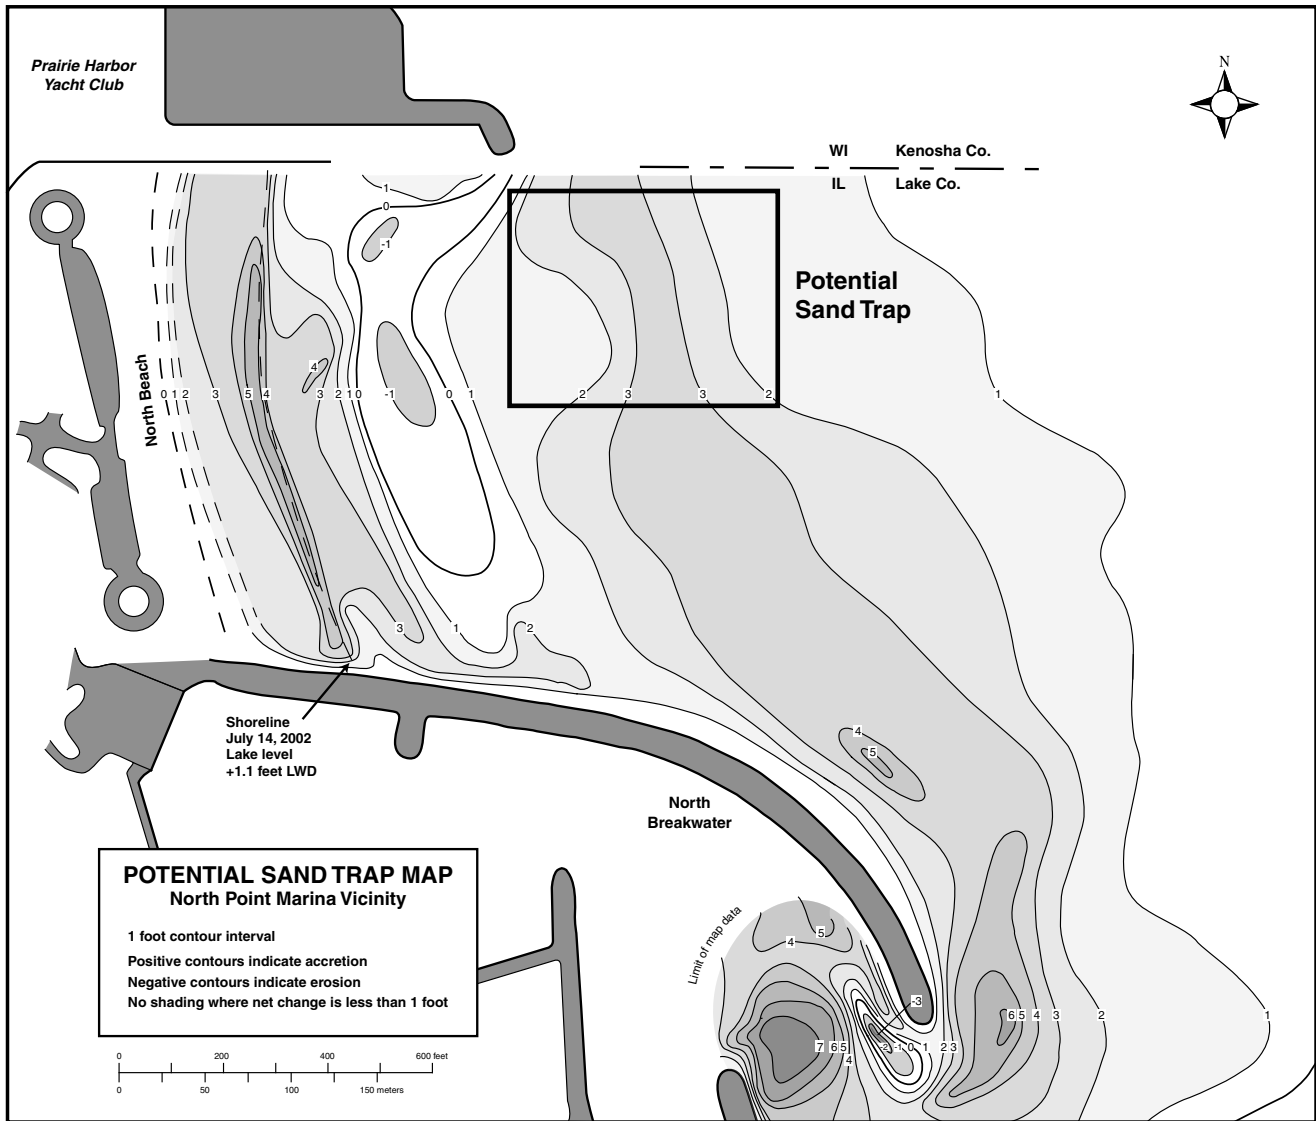 Prairie Harbor
Yacht Club
N
WI Kenosha Co.
IL Lake Co.
1
0
-1
Potential
Sand Trap
North Beach
4
0 1 2 3 5 4 3 2 1 0 -1 0 1 2 3 3 2 1
3 1 2
Shoreline
July 14, 2002
Lake level
+1.1 feet LWD
4
5
North
Breakwater
POTENTIAL SAND TRAP MAP
North Point Marina Vicinity
1 foot contour interval
Positive contours indicate accretion
Negative contours indicate erosion
No shading where net change is less than 1 foot
0 200 400 600 feet
0 50 100 150 meters
Limit of map data
5
4
-3
6 5 4 3 2 1
7 6 5 4 -2 -1 0 1 2 3